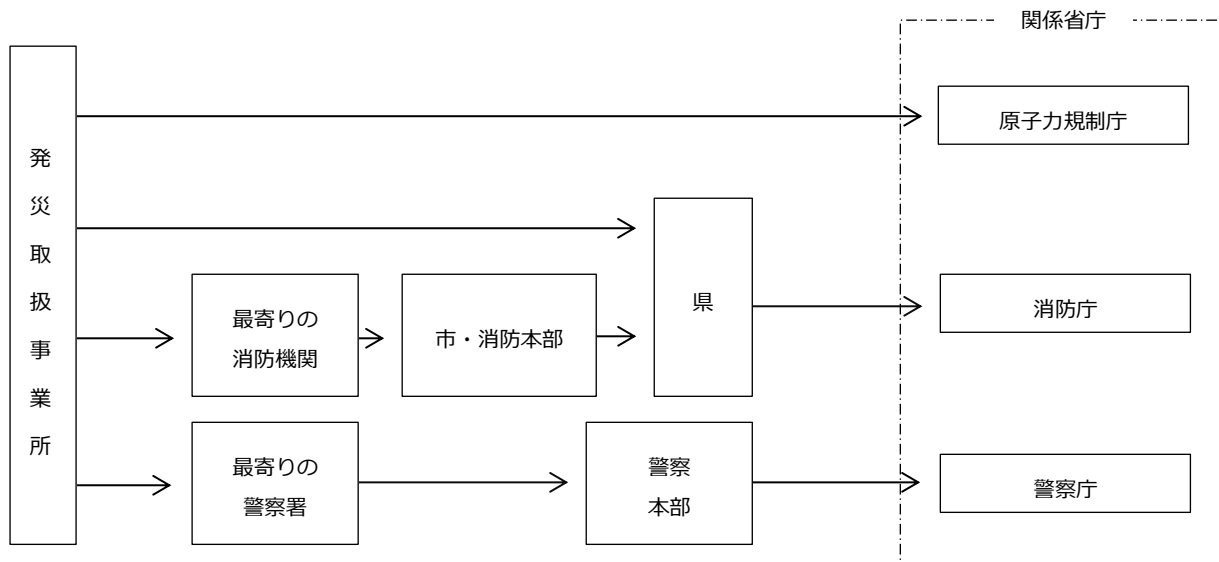 関係省庁
発災取扱事業所
原子力規制庁
県
消防庁
最寄りの
消防機関
市・消防本部
最寄りの
警察署
警察
本部
警察庁